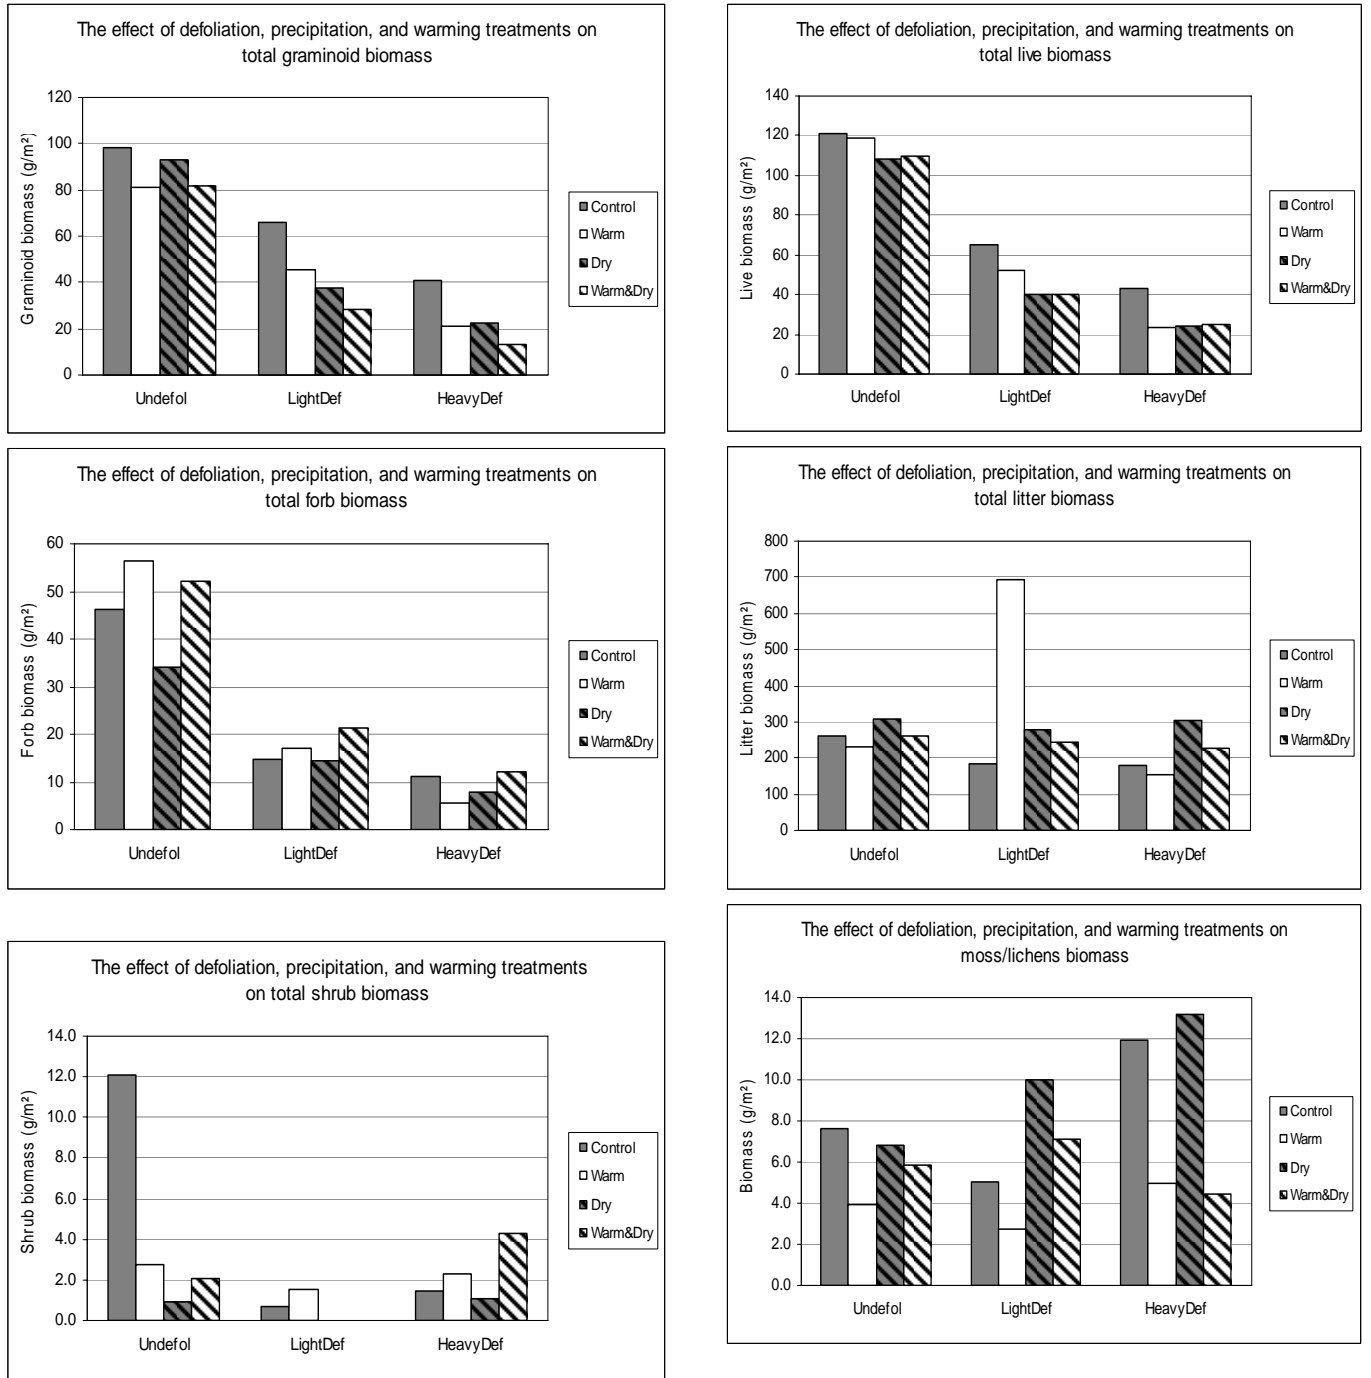 The effect of defoliation, precipitation, and warming treatments on
total graminoid biomass
Graminoid biomass (g/m²)
120
100
80
60
40
20
0
Undefol
LightDef
HeavyDef
Control
Warm
Dry
Warm&Dry
The effect of defoliation, precipitation, and warming treatments on
total live biomass
Live biomass (g/m²)
140
120
100
80
60
40
20
0
Undefol
LightDef
HeavyDef
Control
Warm
Dry
Warm&Dry
The effect of defoliation, precipitation, and warming treatments on
total forb biomass
Forb biomass (g/m²)
60
50
40
30
20
10
0
Undefol
LightDef
HeavyDef
Control
Warm
Dry
Warm&Dry
The effect of defoliation, precipitation, and warming treatments on
total litter biomass
Litter biomass (g/m²)
800
700
600
500
400
300
200
100
0
Undefol
LightDef
HeavyDef
Control
Warm
Dry
Warm&Dry
The effect of defoliation, precipitation, and warming treatments
on total shrub biomass
Shrub biomass (g/m²)
14.0
12.0
10.0
8.0
6.0
4.0
2.0
0.0
Undefol
LightDef
HeavyDef
Control
Warm
Dry
Warm&Dry
The effect of defoliation, precipitation, and warming treatments on
moss/lichens biomass
Biomass (g/m²)
14.0
12.0
10.0
8.0
6.0
4.0
2.0
0.0
Undefol
LightDef
HeavyDef
Control
Warm
Dry
Warm&Dry